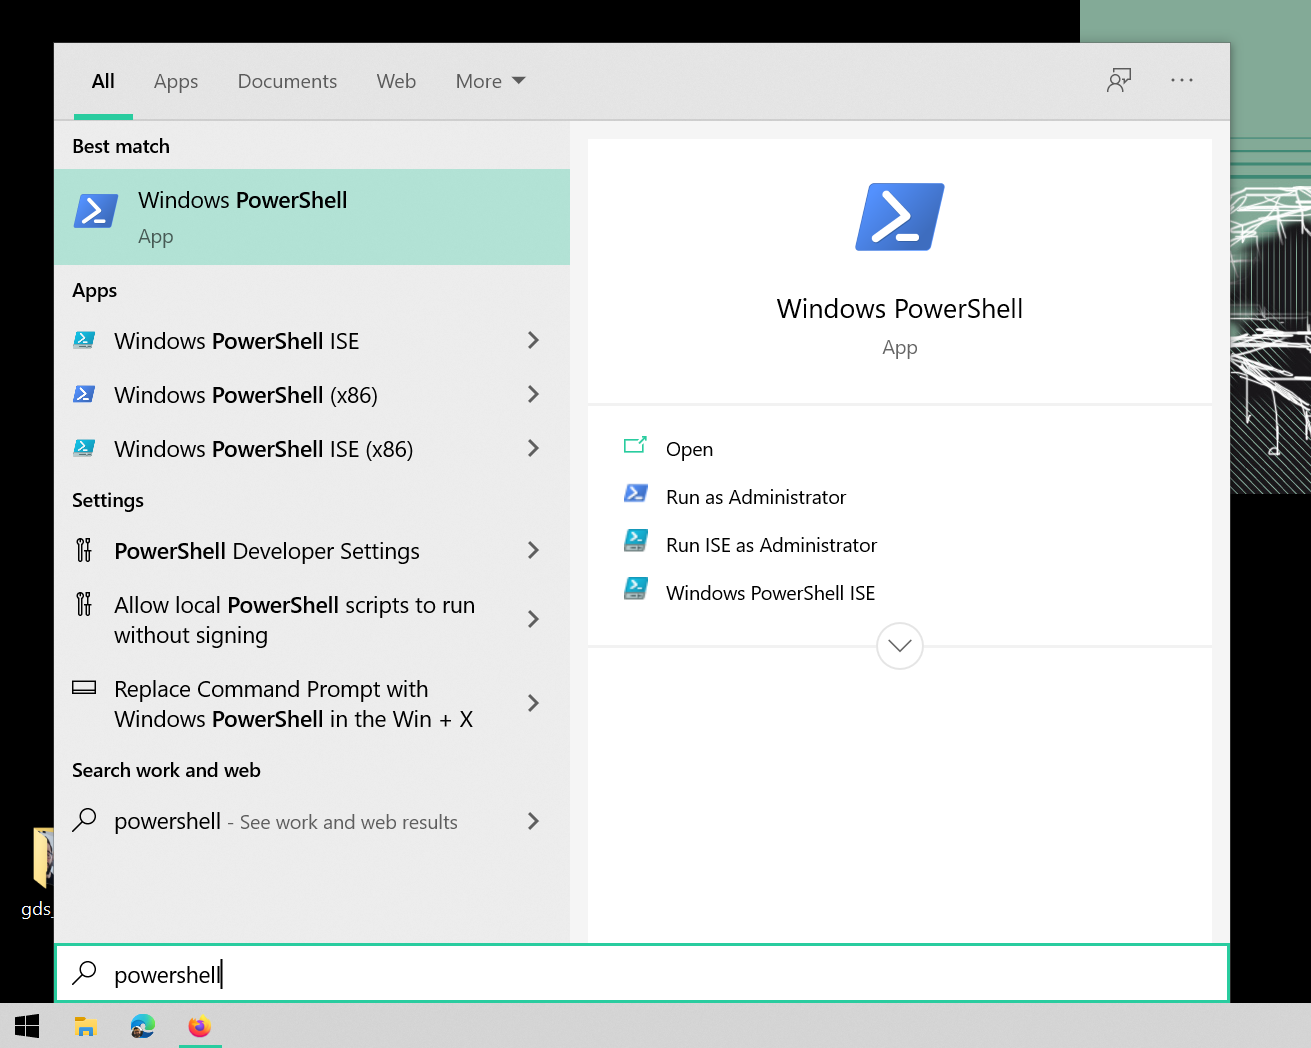 All Apps Documents Web More
Best match
Windows PowerShell
App
Apps
Windows PowerShell ISE
Windows PowerShell (x86)
Windows PowerShell ISE (x86)
Settings
PowerShell Developer Settings
Allow local PowerShell scripts to run
without signing
Replace Command Prompt with
Windows PowerShell in the Win + X
Search work and web
powershell - See work and web results
Windows PowerShell
App
Open
Run as Administrator
Run ISE as Administrator
Windows PowerShell ISE
gds_
powershell